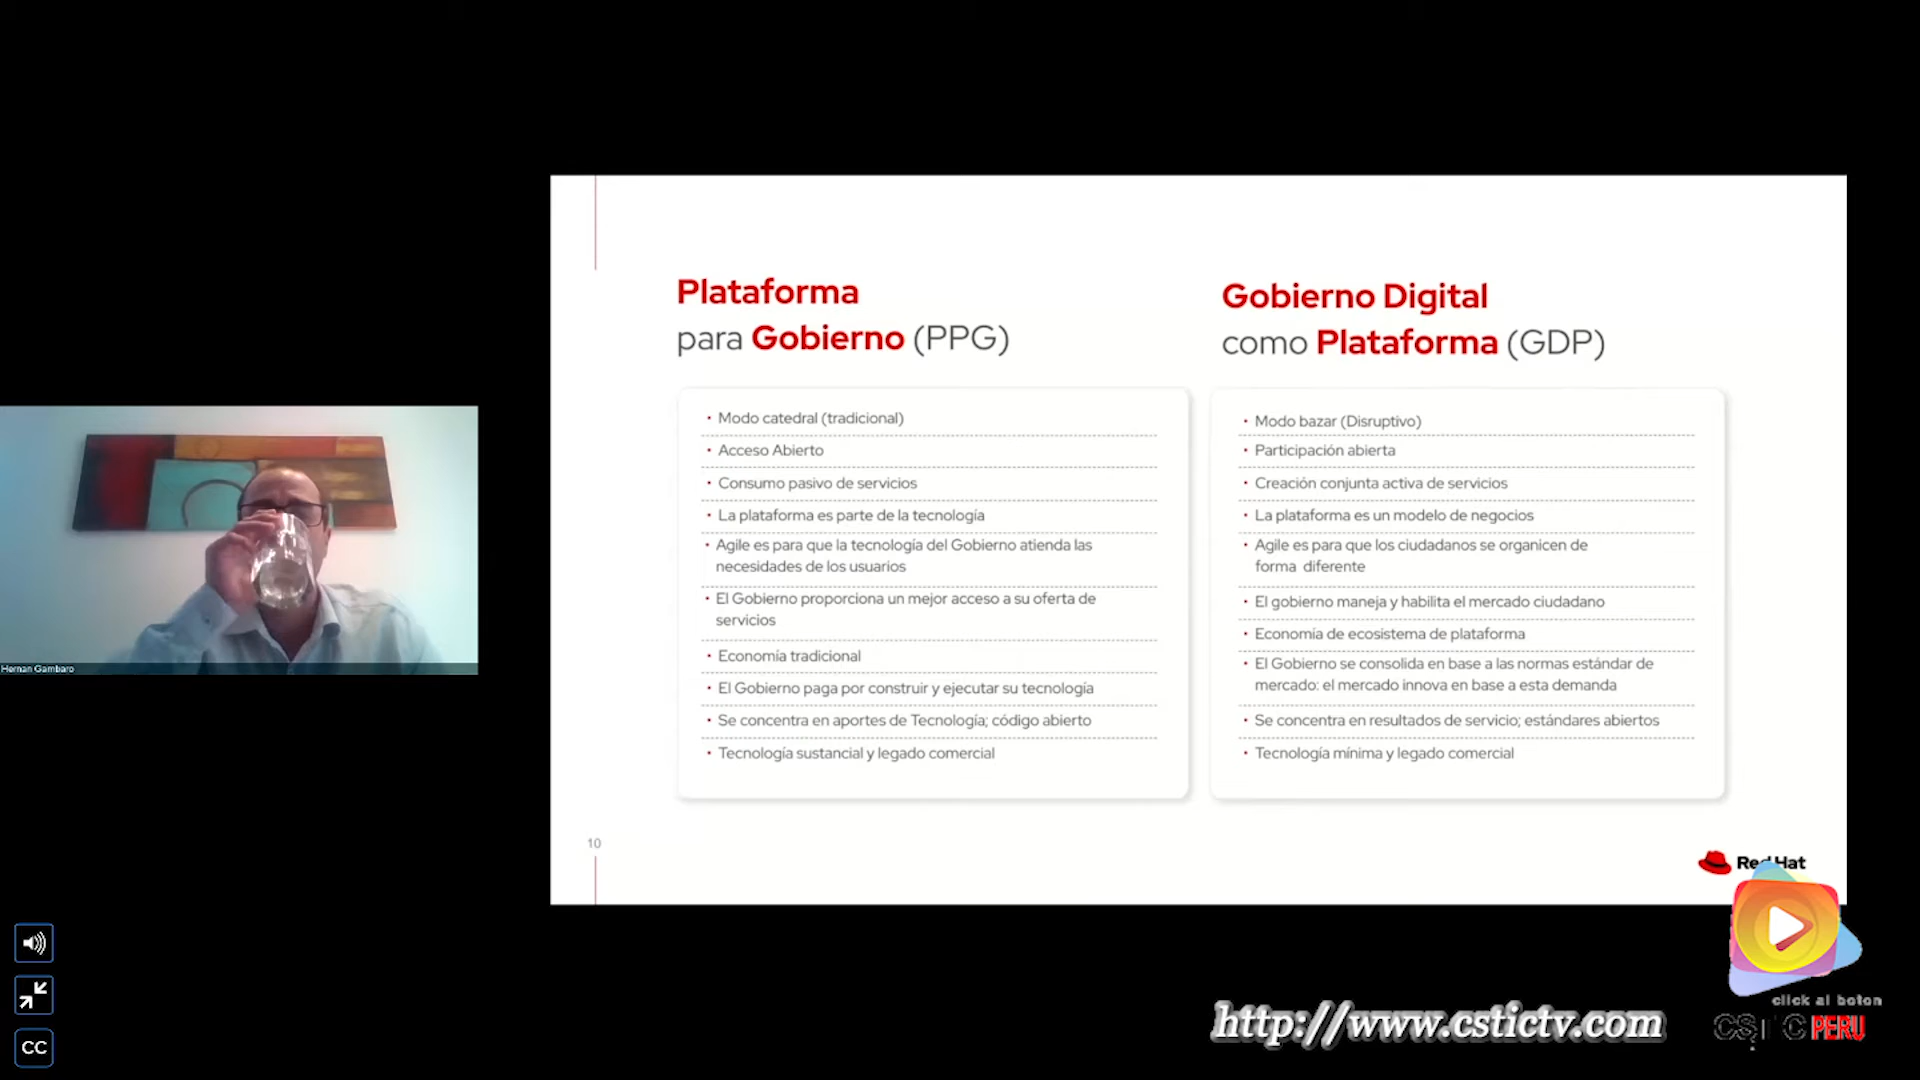 Plataforma
para Gobierno (PPG)
• Modo catedral (tradicional)
• Acceso Abierto
• Consumo pasivo de servicios
• La plataforma es parte de la tecnología
• Agile es para que la tecnología del Gobierno atienda las
necesidades de los usuarios
• El Gobierno proporciona un mejor acceso a su oferta de
servicios
• Economía tradicional
• El Gobierno paga por construir y ejecutar su tecnología
• Se concentra en aportes de Tecnología; código abierto
• Tecnología sustancial y legado comercial
Gobierno Digital
como Plataforma (GDP)
• Modo bazar (Disruptivo)
• Participación abierta
• Creación conjunta activa de servicios
• La plataforma es un modelo de negocios
• Agile es para que los ciudadanos se organicen de
forma diferente
• El gobierno maneja y habilita el mercado ciudadano
• Economía de ecosistema de plataforma
• El Gobierno se consolida en base a las normas estándar de
mercado: el mercado innova en base a esta demanda
• Se concentra en resultados de servicio; estándares abiertos
• Tecnología mínima y legado comercial
Hernan Gambaro
10
Red Hat
click al boton
CSTIC PERU
http://www.cstictv.com
CC